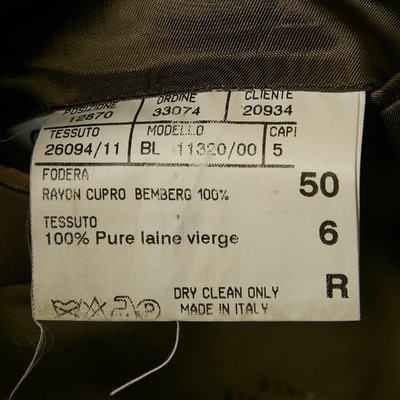 POSIZIONE ORDINE CLIENTE
12870 33074 20934
TESSUTO MODELLO CAPI
26094/11 BL 11320/00 5
FODERA
RAYON CUPRO BEMBERG 100% 50
TESSUTO
100% Pure laine vierge 6
R
DRY CLEAN ONLY
MADE IN ITALY